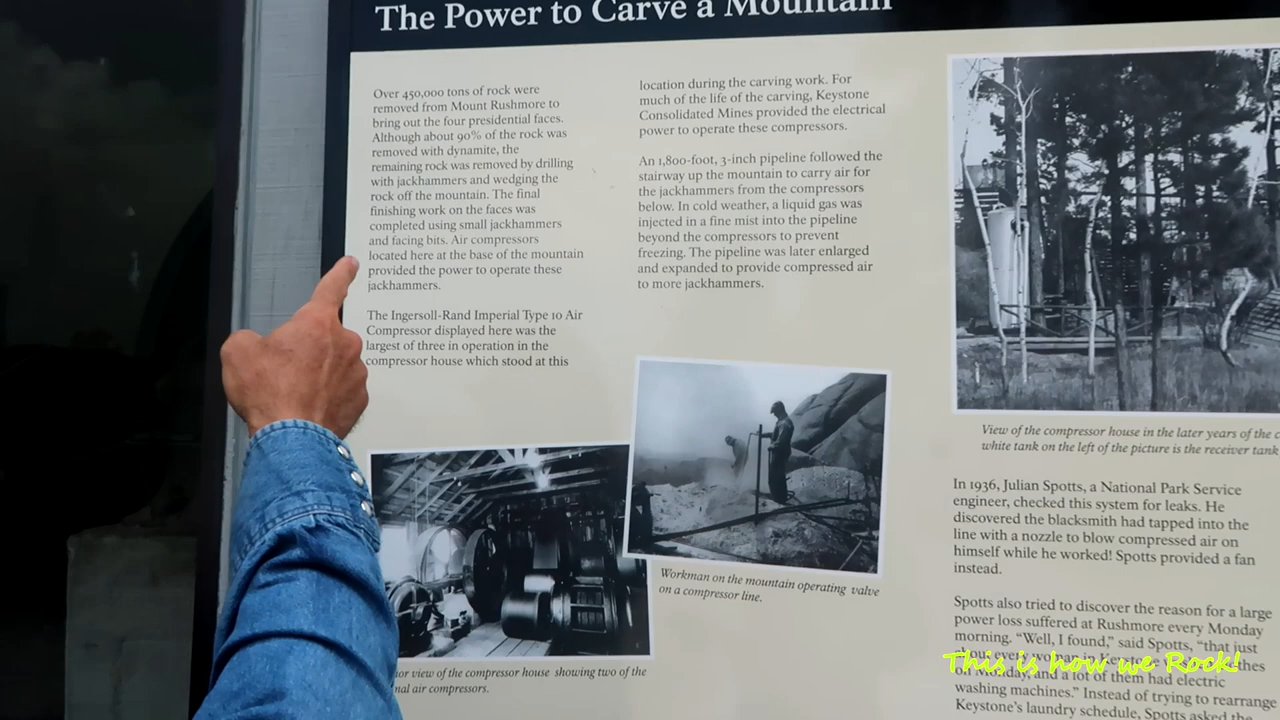 The Power to Carve a Mountain
Over 450,000 tons of rock were
removed from Mount Rushmore to
bring out the four presidential faces.
Although about 90% of the rock was
removed with dynamite, the
remaining rock was removed by drilling
with jackhammers and wedging the
rock off the mountain. The final
finishing work on the faces was
completed using small jackhammers
and facing bits. Air compressors
located here at the base of the mountain
provided the power to operate these
jackhammers.
The Ingersoll-Rand Imperial Type 10 Air
Compressor displayed here was the
largest of three in operation in the
compressor house which stood at this
location during the carving work. For
much of the life of the carving, Keystone
Consolidated Mines provided the electrical
power to operate these compressors.
An 1,800-foot, 3-inch pipeline followed the
stairway up the mountain to carry air for
the jackhammers from the compressors
below. In cold weather, a liquid gas was
injected in a fine mist into the pipeline
beyond the compressors to prevent
freezing. The pipeline was later enlarged
and expanded to provide compressed air
to more jackhammers.
view of the compressor house showing two of the
air compressors.
Workman on the mountain operating valve
on a compressor line.
View of the compressor house in the later years of the
white tank on the left of the picture is the receiver tank
In 1936, Julian Spotts, a National Park Service
engineer, checked this system for leaks. He
discovered the blacksmith had tapped into the
line with a nozzle to blow compressed air on
himself while he worked! Spotts provided a fan
instead.
Spotts also tried to discover the reason for a large
power loss suffered at Rushmore every Monday
morning. "Well, I found," said Spotts, "that just
on Monday, and a lot of them had electric
washing machines." Instead of trying to rearrange
Keystone's laundry schedule, Spotts asked the
This is how we Rock!